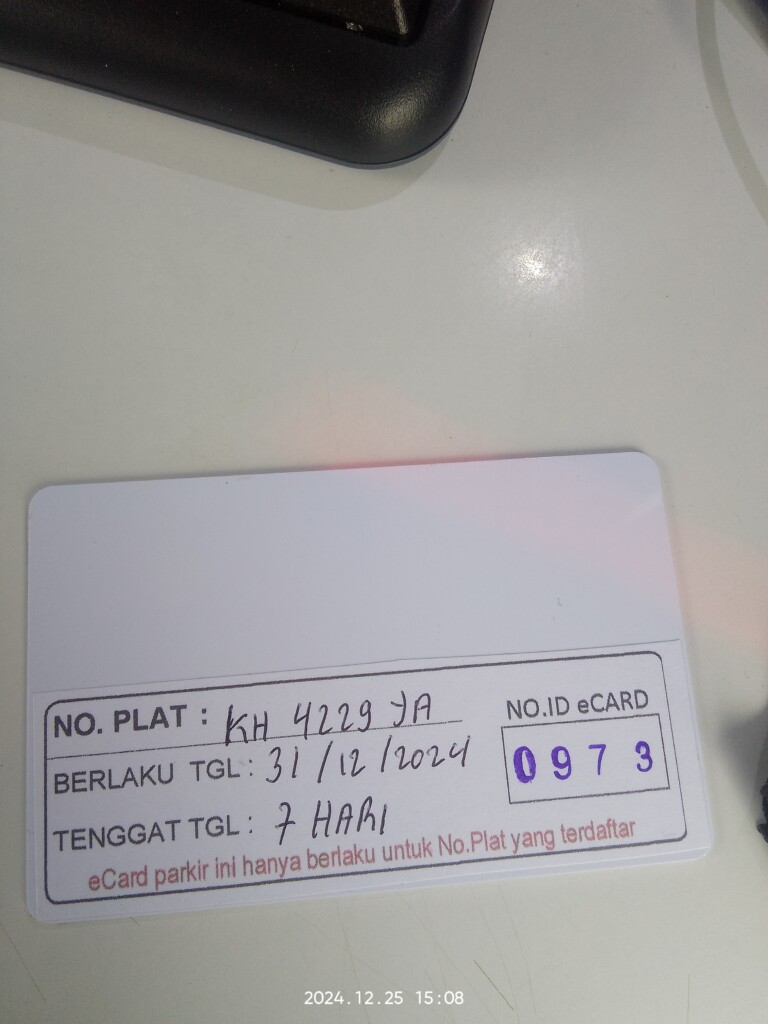 NO. PLAT : KH 4229 YA
NO.ID eCARD
BERLAKU TGL : 31/12/2024
0973
TENGGAT TGL : 7 HARI
eCard parkir ini hanya berlaku untuk No.Plat yang terdaftar
2024.12.25 15:08